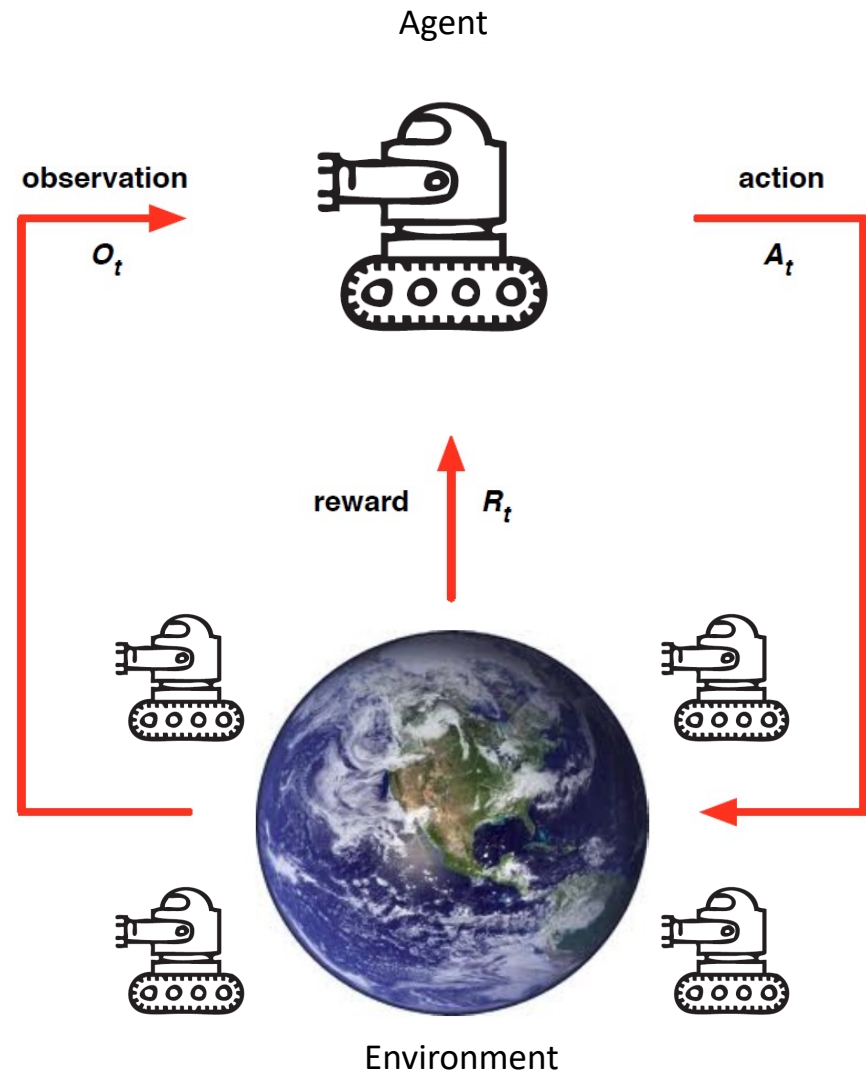 Agent
observation
action
O_t
A_t
reward
R_t
Environment